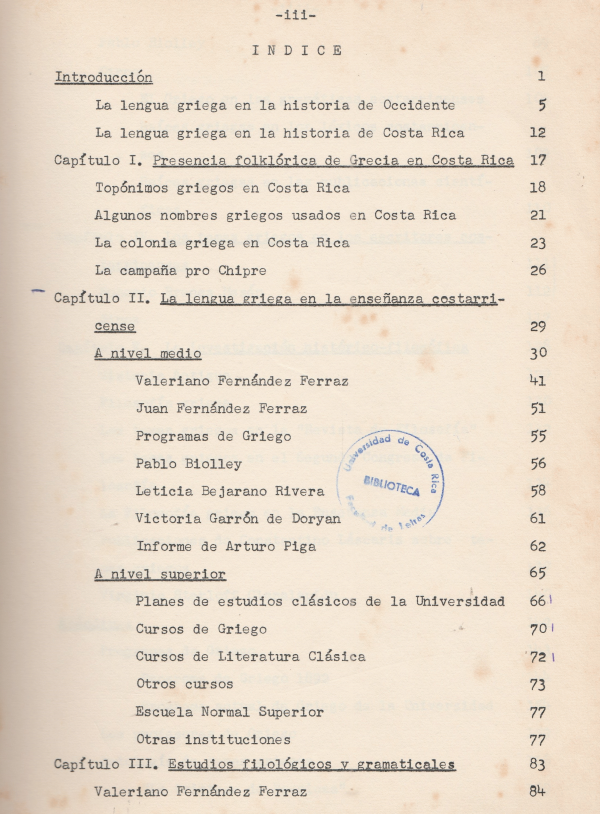 -iii-
I N D I C E
Introducción 1
La lengua griega en la historia de Occidente 5
La lengua griega en la historia de Costa Rica 12
Capítulo I. Presencia folklórica de Grecia en Costa Rica 17
Topónimos griegos en Costa Rica 18
Algunos nombres griegos usados en Costa Rica 21
La colonia griega en Costa Rica 23
La campaña pro Chipre 26
Capítulo II. La lengua griega en la enseñanza costarri-
cense 29
A nivel medio 30
Valeriano Fernández Ferraz 41
Juan Fernández Ferraz 51
Programas de Griego 55
Pablo Biolley 56
Leticia Bejarano Rivera 58
Victoria Garrón de Doryan 61
Informe de Arturo Piga 62
A nivel superior 65
Planes de estudios clásicos de la Universidad 66
Cursos de Griego 70
Cursos de Literatura Clásica 72
Otros cursos 73
Escuela Normal Superior 77
Otras instituciones 77
Capítulo III. Estudios filológicos y gramaticales 83
Valeriano Fernández Ferraz 84
Universidad de Costa Rica
BIBLIOTECA
Facultad de Letras